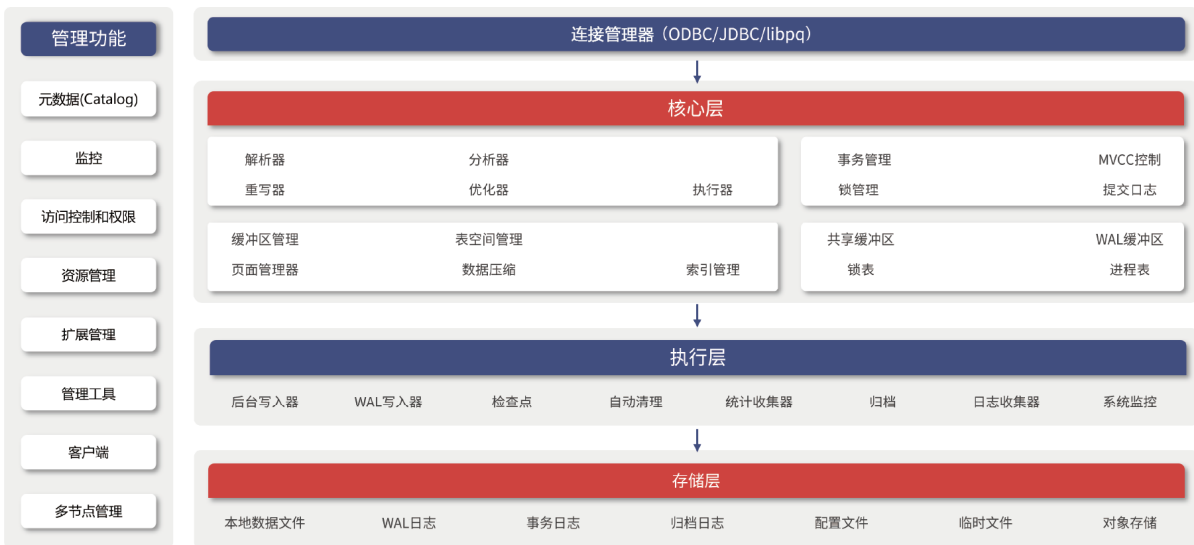 管理功能
元数据(Catalog)
监控
访问控制和权限
资源管理
扩展管理
管理工具
客户端
多节点管理
连接管理器（ODBC/JDBC/libpq）
核心层
解析器 分析器
重写器 优化器 执行器
事务管理 MVCC控制
锁管理 提交日志
缓冲区管理 表空间管理
页面管理器 数据压缩 索引管理
共享缓冲区 WAL缓冲区
锁表 进程表
执行层
后台写入器 WAL写入器 检查点 自动清理 统计收集器 归档 日志收集器 系统监控
存储层
本地数据文件 WAL日志 事务日志 归档日志 配置文件 临时文件 对象存储